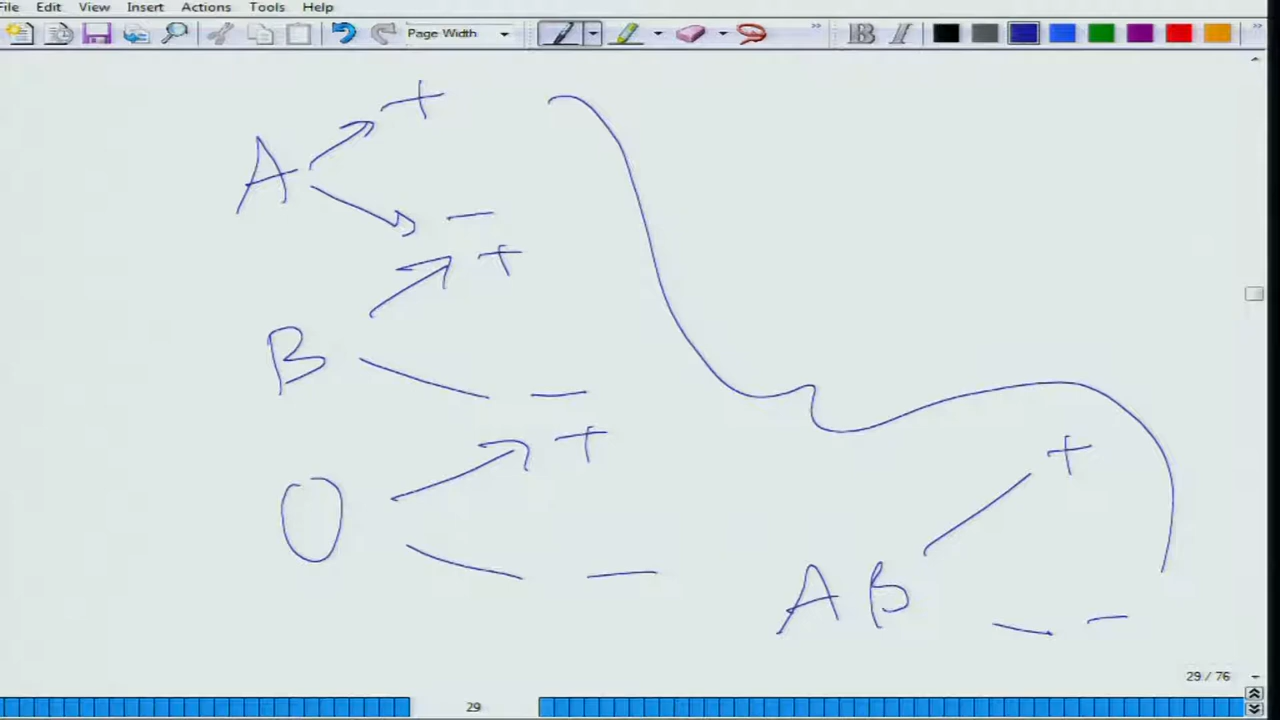 File Edit View Insert Actions Tools Help
Page Width
B I
A + -
B + -
O + -
AB + -
29 / 76
29